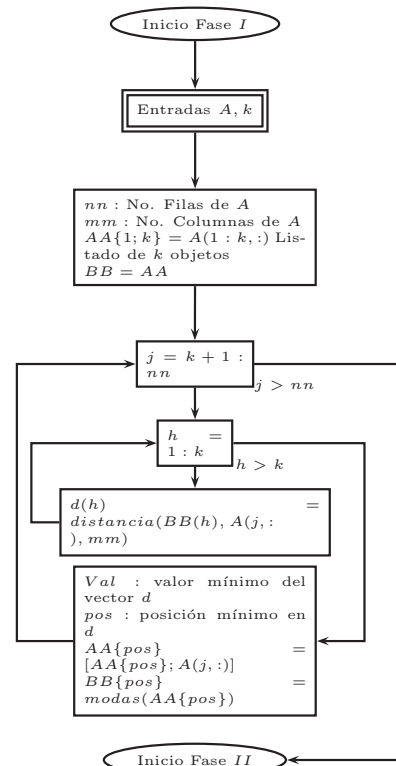 Inicio Fase I
Entradas A, k
nn : No. Filas de A
mm : No. Columnas de A
AA{1; k} = A(1 : k, :) Lis-
tado de k objetos
BB = AA
j = k + 1 :
nn
j > nn
h =
1 : k
h > k
d(h) =
distancia(BB(h), A(j, :
), mm)
Val : valor mínimo del
vector d
pos : posición mínimo en
d
AA{pos} =
[AA{pos}; A(j, :)]
BB{pos} =
modas(AA{pos})
Inicio Fase II